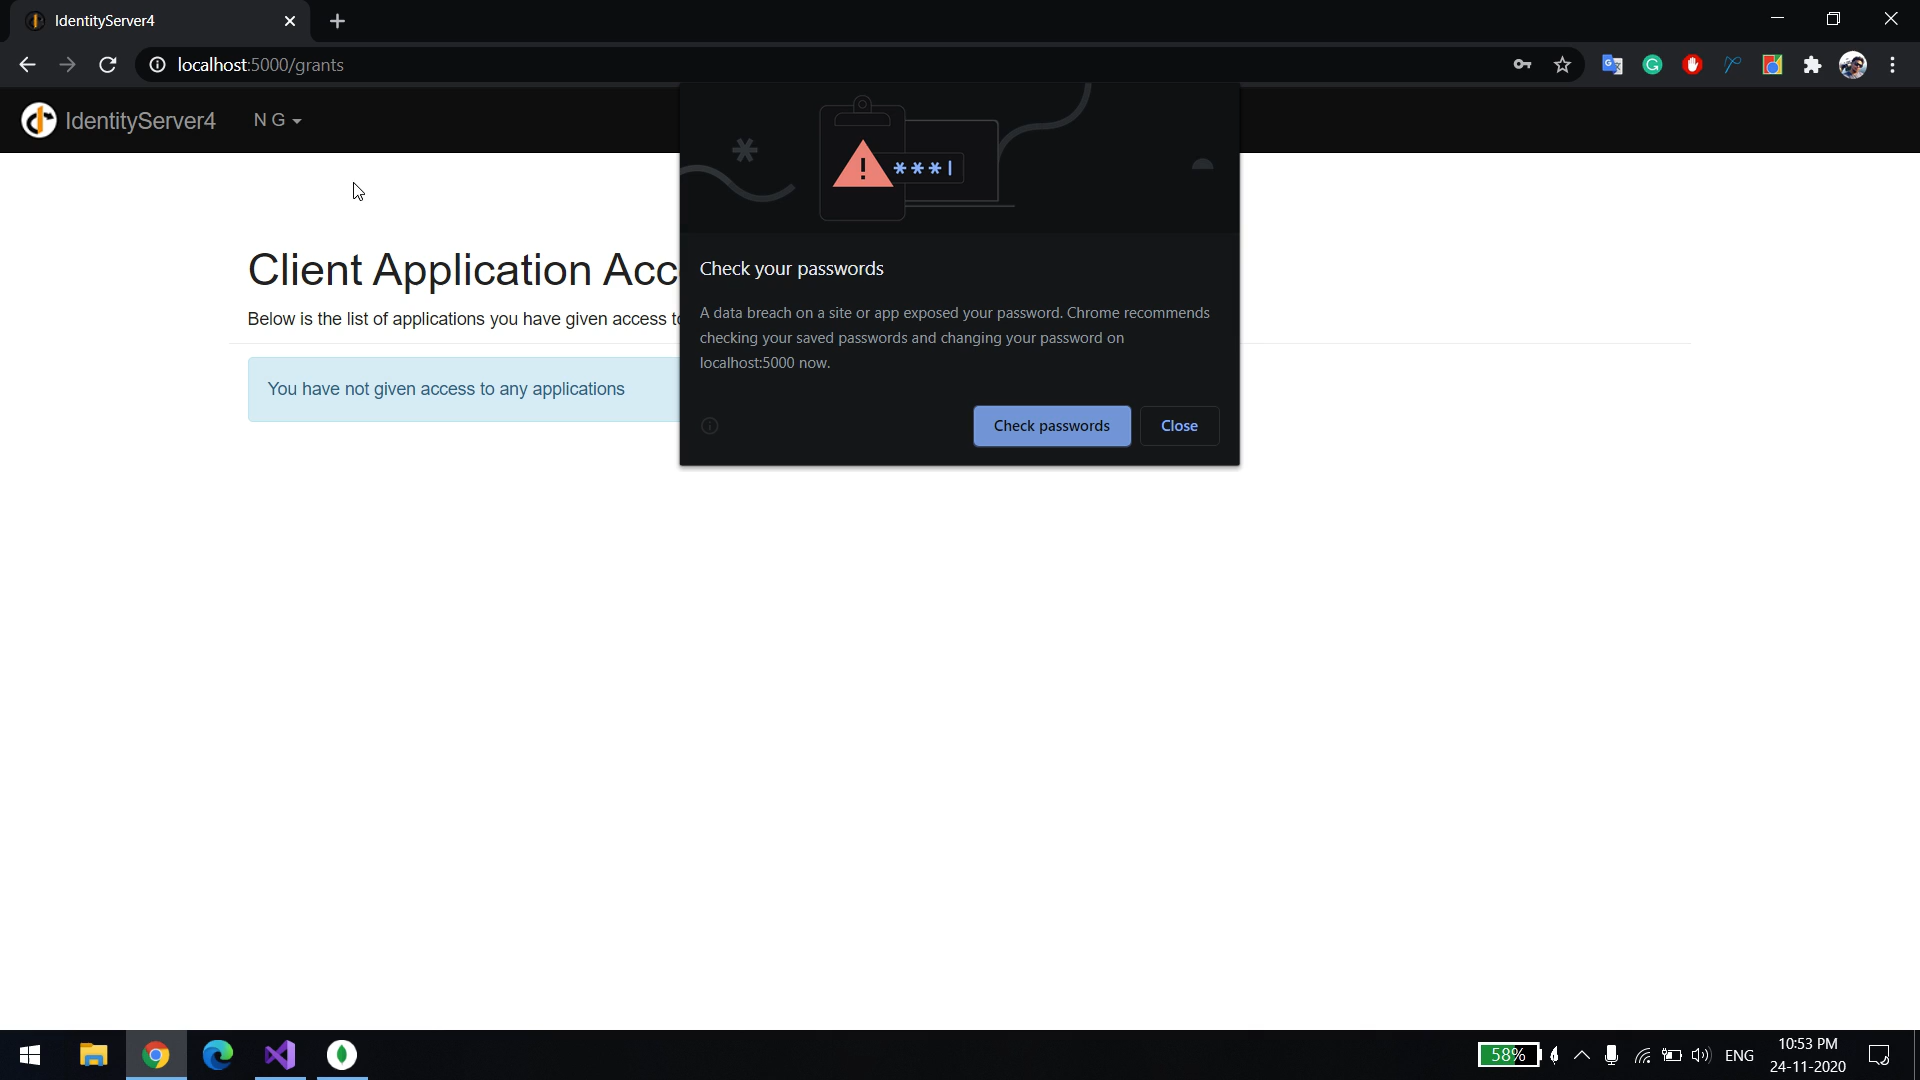 IdentityServer4
localhost:5000/grants
IdentityServer4
N G
Client Application Acc
Below is the list of applications you have given access
You have not given access to any applications
***
Check your passwords
A data breach on a site or app exposed your password. Chrome recommends
checking your saved passwords and changing your password on
localhost:5000 now.
Check passwords
Close
58%
ENG
10:53 PM
24-11-2020